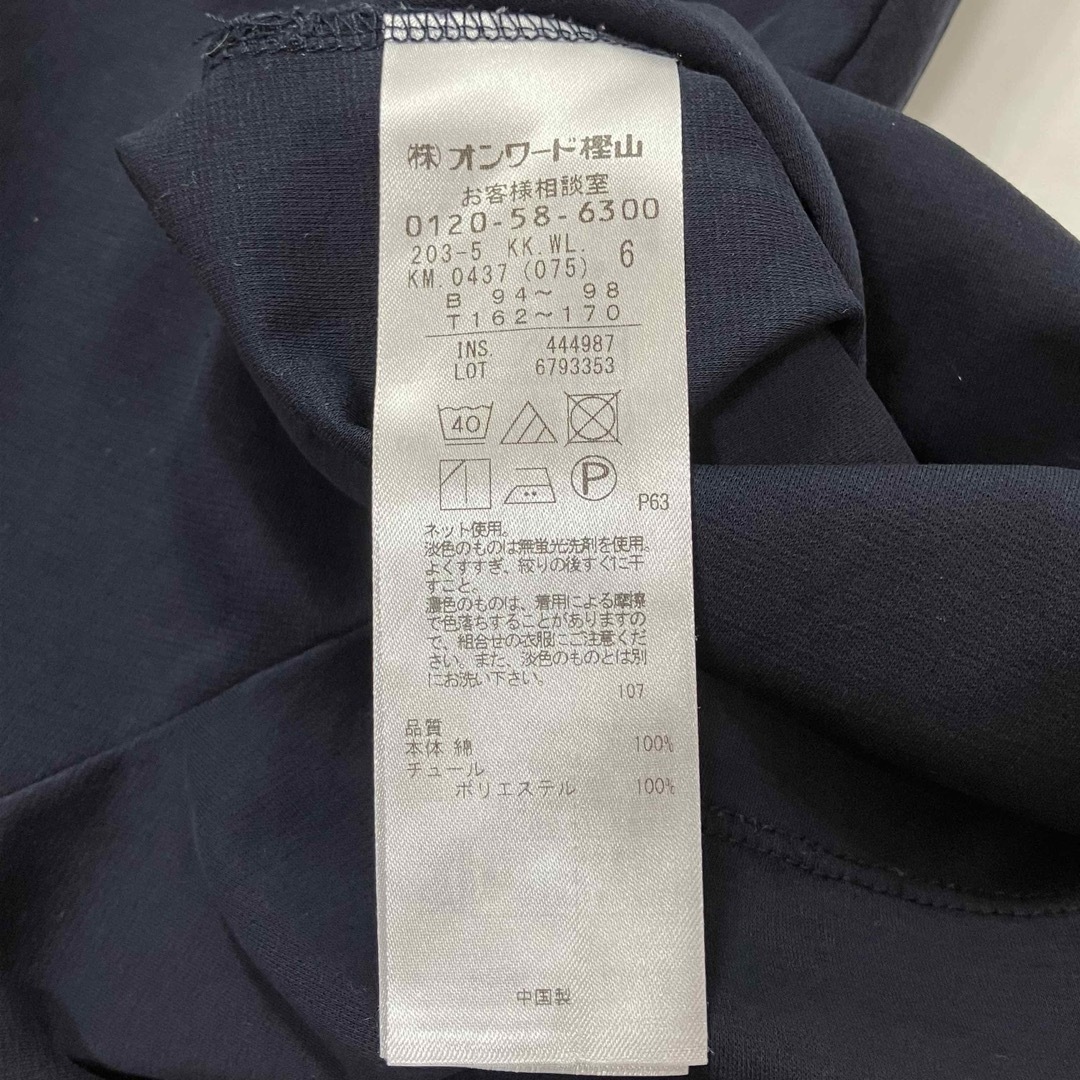 ㈱オンワード樫山
お客様相談室
0120-58-6300
203-5 KK.WL. 6
KM.0437 (075)
B 94〜 98
T 162〜170
INS. 444987
LOT 6793353
40
P
P63
ネット使用。
淡色のものは無蛍光洗剤を使用。
よくすすぎ、絞りの後すぐに干
すこと。
濃色のものは、着用による摩擦
で色落ちすることがありますの
で、組合せの衣服にご注意くだ
さい。また、淡色のものとは別
にお洗い下さい。
107
品質
本体 綿 100%
チュール
ポリエステル 100%
中国製